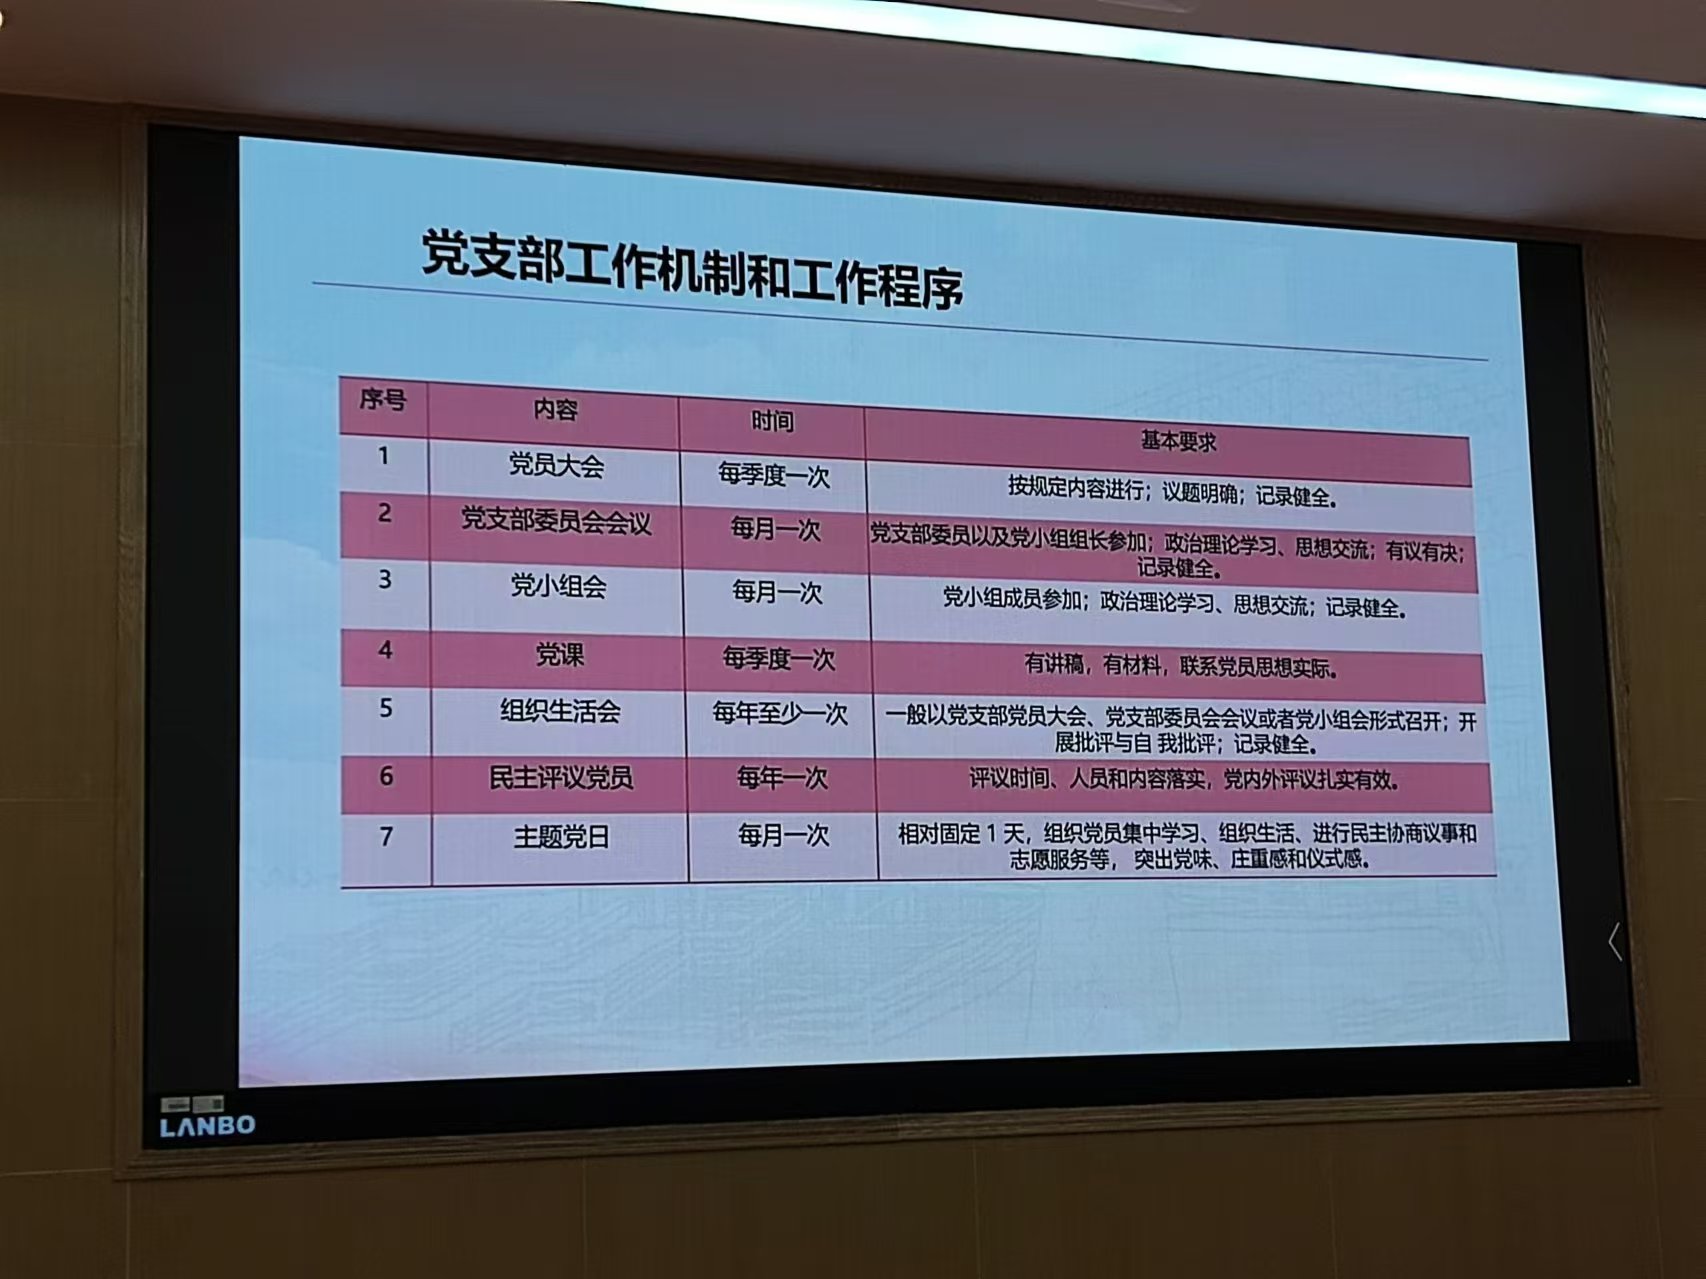 党支部工作机制和工作程序
序号 内容 时间 基本要求
1 党员大会 每季度一次 按规定内容进行；议题明确；记录健全。
2 党支部委员会会议 每月一次 党支部委员以及党小组组长参加；政治理论学习、思想交流；有议有决；
记录健全。
3 党小组会 每月一次 党小组成员参加；政治理论学习、思想交流；记录健全。
4 党课 每季度一次 有讲稿，有材料，联系党员思想实际。
5 组织生活会 每年至少一次 一般以党支部党员大会、党支部委员会会议或者党小组会形式召开；开
展批评与自 我批评；记录健全。
6 民主评议党员 每年一次 评议时间、人员和内容落实，党内外评议扎实有效。
7 主题党日 每月一次 相对固定 1 天，组织党员集中学习、组织生活、进行民主协商议事和
志愿服务等， 突出党味、庄重感和仪式感。
LANBO